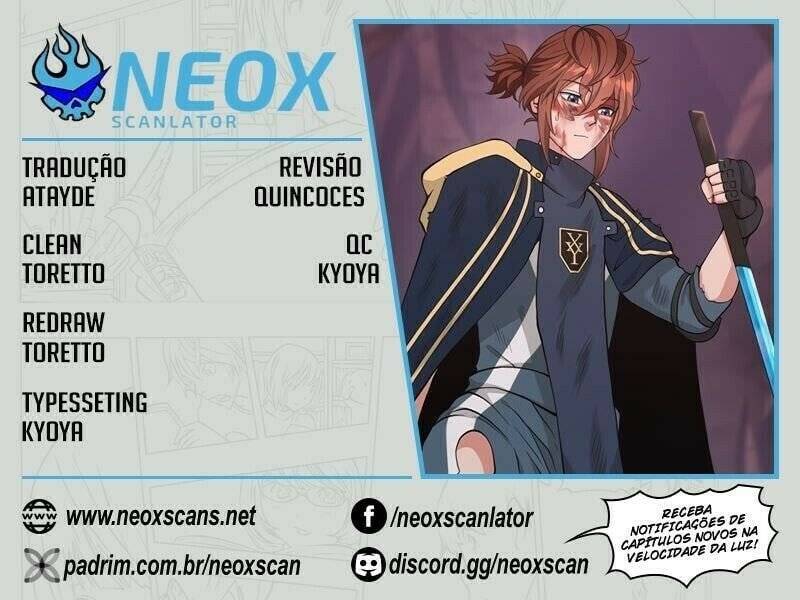 NEOX
SCANLATOR
TRADUÇÃO
ATAYDE
REVISÃO
QUINCOCES
CLEAN
TORETTO
QC
KYOYA
REDRAW
TORETTO
TYPESSETING
KYOYA
www.neoxscans.net
/neoxscanlator
padrim.com.br/neoxscan
discord.gg/neoxscan
RECEBA
NOTIFICAÇÕES DE
CAPÍTULOS NOVOS NA
VELOCIDADE DA LUZ!